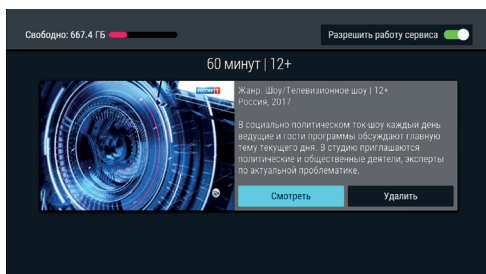 Свободно: 667.4 ГБ
Разрешить работу сервиса
60 минут | 12+
РОССИЯ 1
Жанр: Шоу/Телевизионное шоу | 12+
Россия, 2017
В социально-политическом ток-шоу каждый день
ведущие и гости программы обсуждают главную
тему текущего дня. В студию приглашаются
политические и общественные деятели, эксперты
по актуальной проблематике.
Смотреть
Удалить